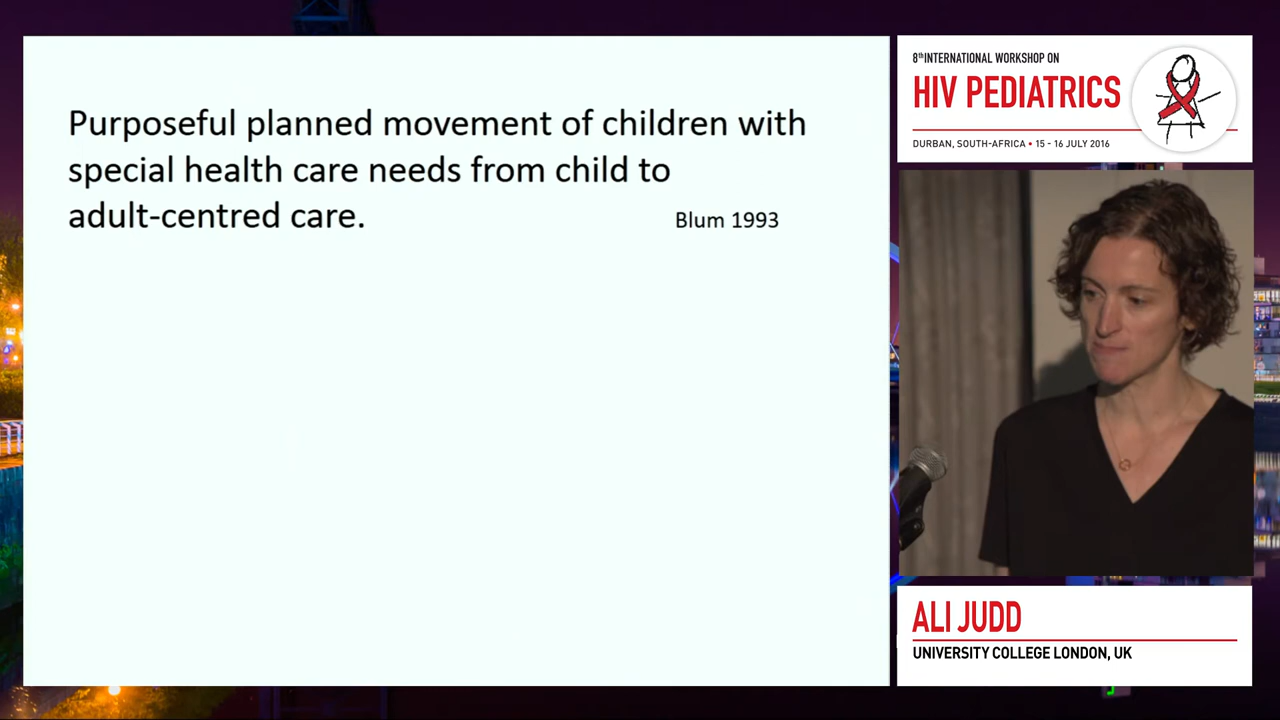 Purposeful planned movement of children with
special health care needs from child to
adult-centred care.
Blum 1993
8th INTERNATIONAL WORKSHOP ON
HIV PEDIATRICS
DURBAN, SOUTH-AFRICA • 15 - 16 JULY 2016
ALI JUDD
UNIVERSITY COLLEGE LONDON, UK